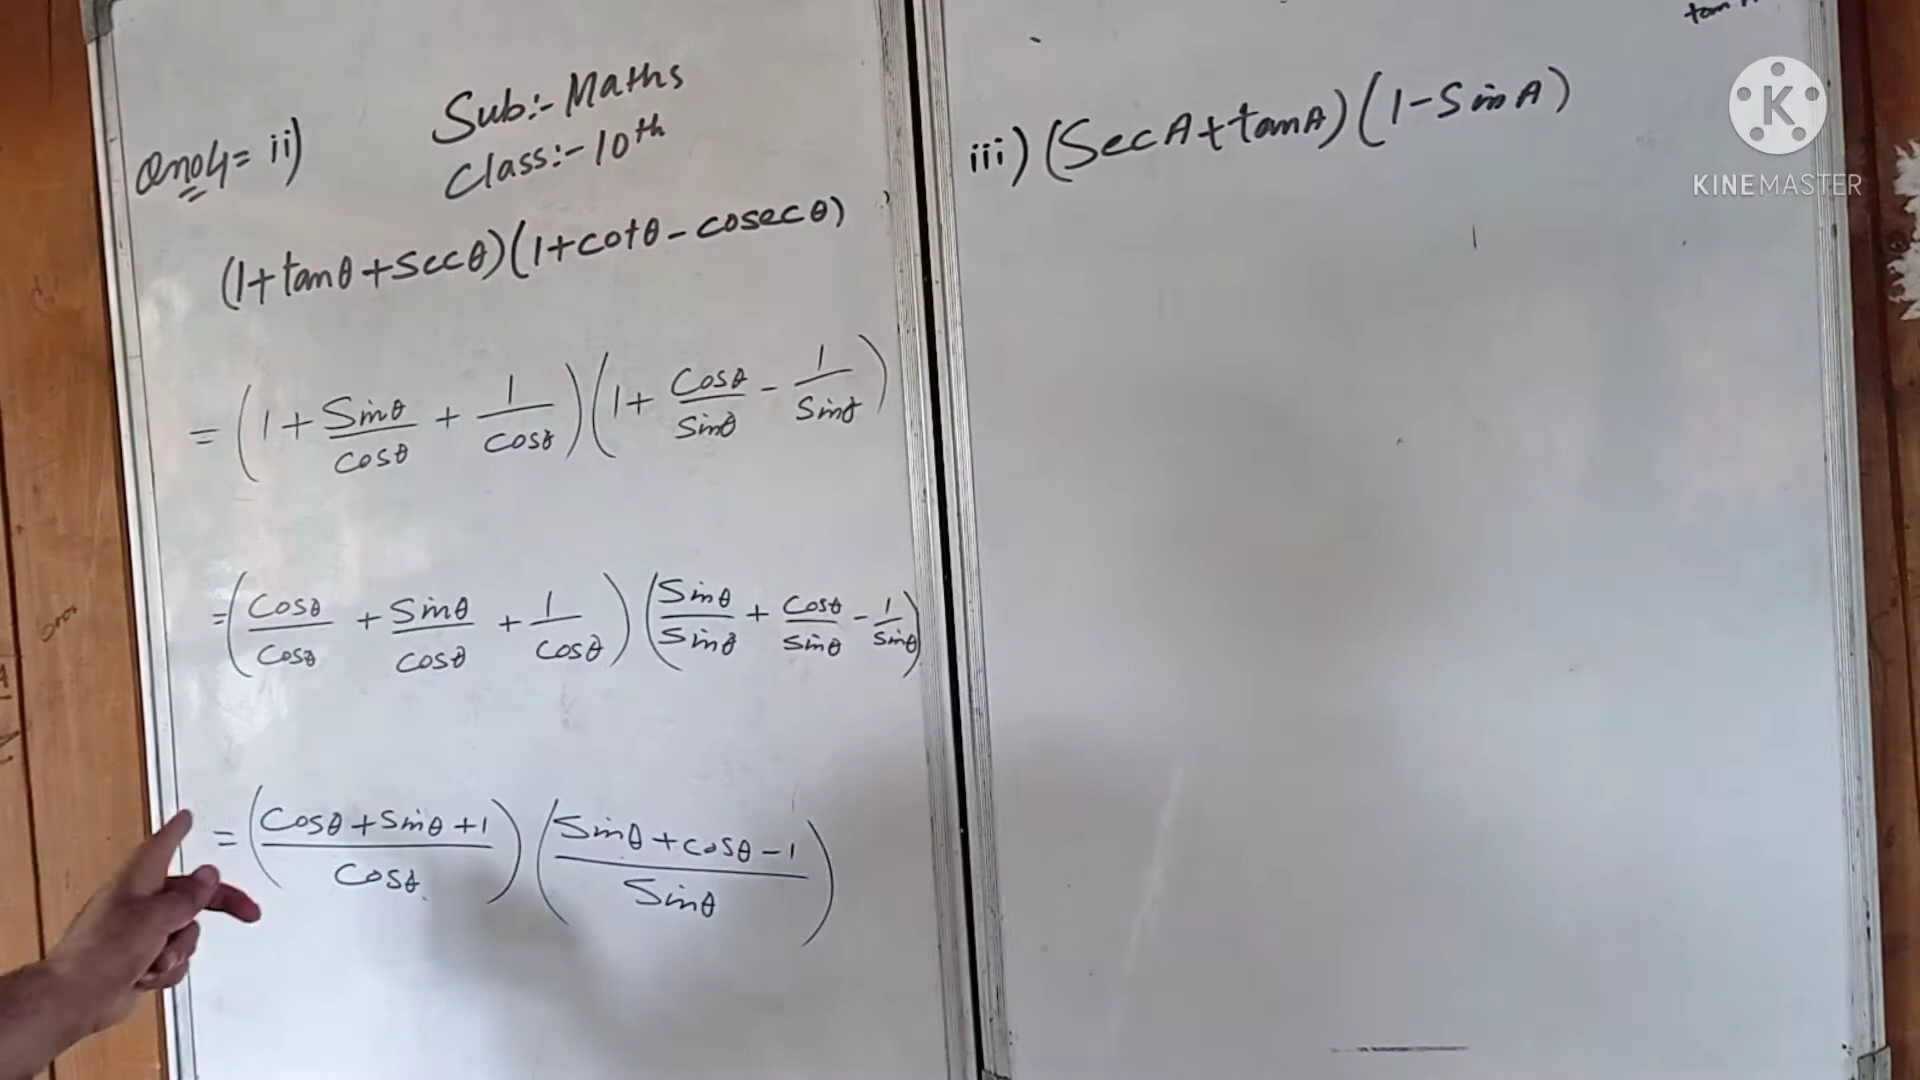 Sub:- Maths
Class:- 10th
Qno4= ii)
(1+tanθ+secθ)(1+cotθ-cosecθ)
= (1+ Sinθ/cosθ + 1/cosθ)(1+ Cosθ/Sinθ - 1/Sinθ)
= (Cosθ/Cosθ + Sinθ/Cosθ + 1/Cosθ) (Sinθ/Sinθ + Cosθ/Sinθ - 1/Sinθ)
= (Cosθ+Sinθ+1/Cosθ) (Sinθ+cosθ-1/Sinθ)
iii) (SecA+tanA)(1-SinA)
tan
KINEMASTER